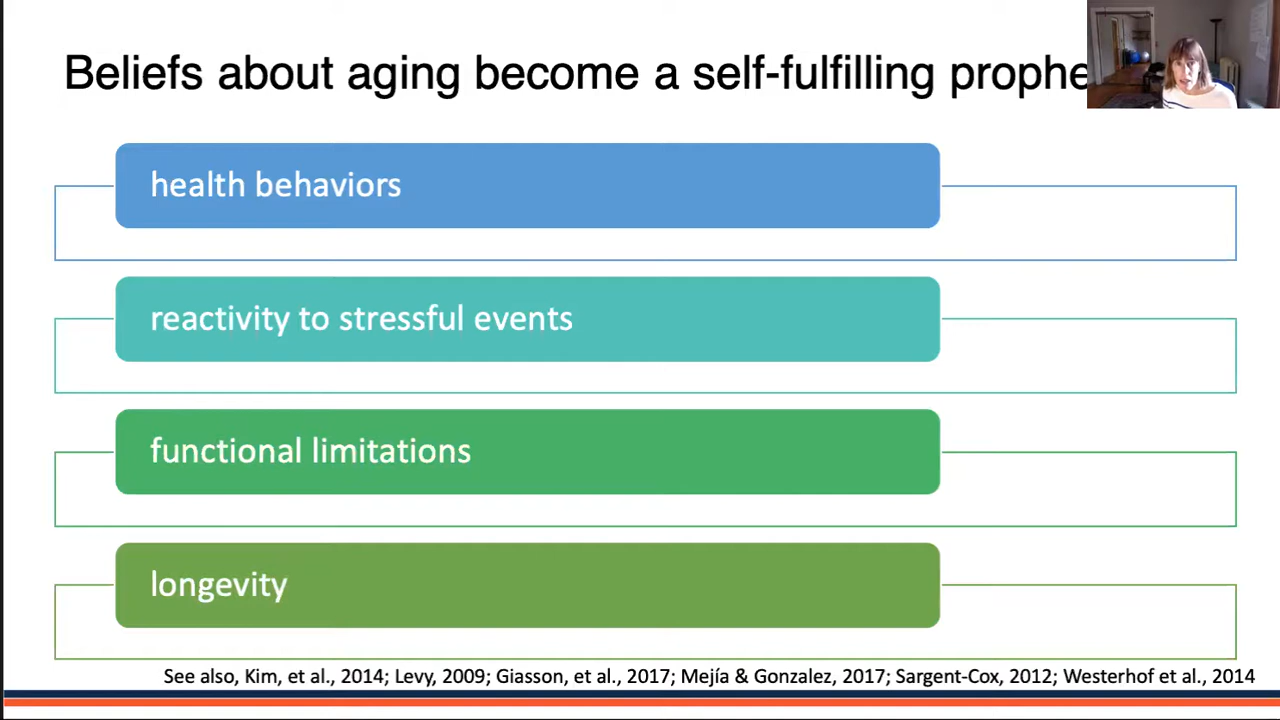 Beliefs about aging become a self-fulfilling prophe
health behaviors
reactivity to stressful events
functional limitations
longevity
See also, Kim, et al., 2014; Levy, 2009; Giasson, et al., 2017; Mejía & Gonzalez, 2017; Sargent-Cox, 2012; Westerhof et al., 2014